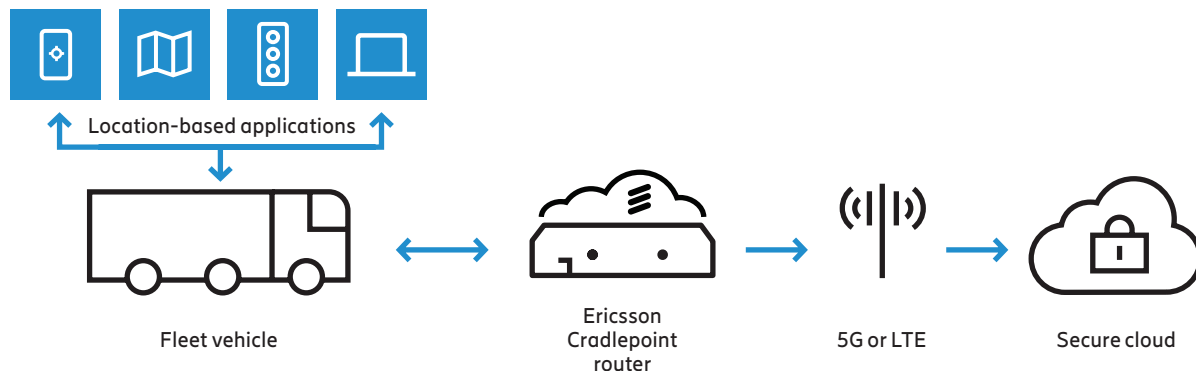 Location-based applications
Fleet vehicle
Ericsson
Cradlepoint
router
5G or LTE
Secure cloud